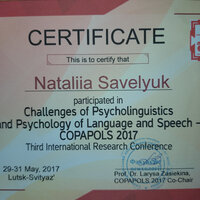 CERTIFICATE
This is to certify that
Nataliia Savelyuk
participated in
Challenges of Psycholinguistics
and Psychology of Language and Speech -
COPAPOLS 2017
Third International Research Conference
29-31 May, 2017
Lutsk-Svityaz'
Prof., Dr. Larysa Zasiekina,
COPAPOLS 2017 Co-Chair